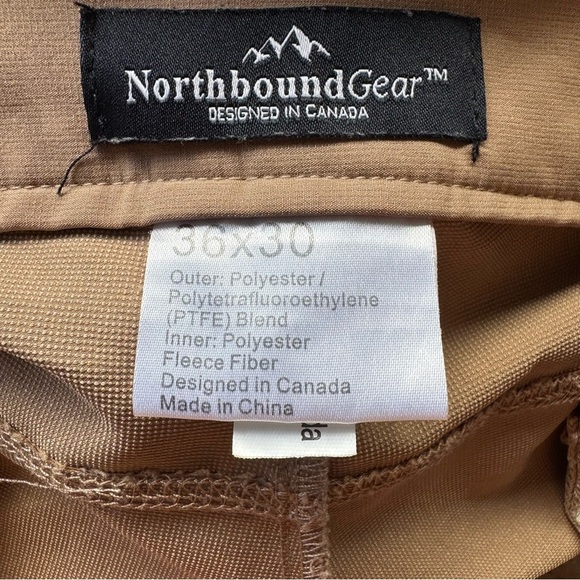 NorthboundGear™
DESIGNED IN CANADA
36x30
Outer: Polyester /
Polytetrafluoroethylene
(PTFE) Blend
Inner: Polyester
Fleece Fiber
Designed in Canada
Made in China